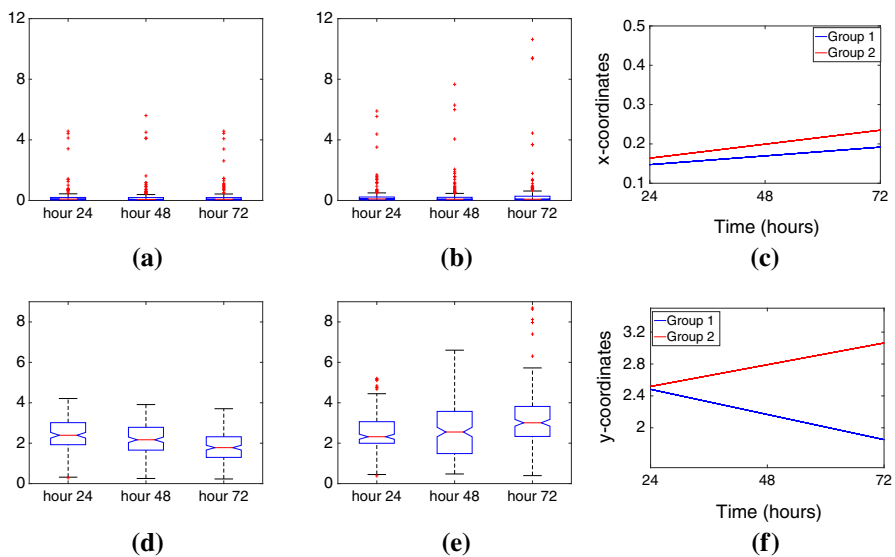 12
8
4
0
hour 24 hour 48 hour 72
(a)
12
8
4
0
hour 24 hour 48 hour 72
(b)
x-coordinates
0.5
0.4
0.3
0.2
0.1
Group 1
Group 2
24 48 72
Time (hours)
(c)
8
6
4
2
0
hour 24 hour 48 hour 72
(d)
8
6
4
2
0
hour 24 hour 48 hour 72
(e)
y-coordinates
3.2
2.8
2.4
2
Group 1
Group 2
24 48 72
Time (hours)
(f)